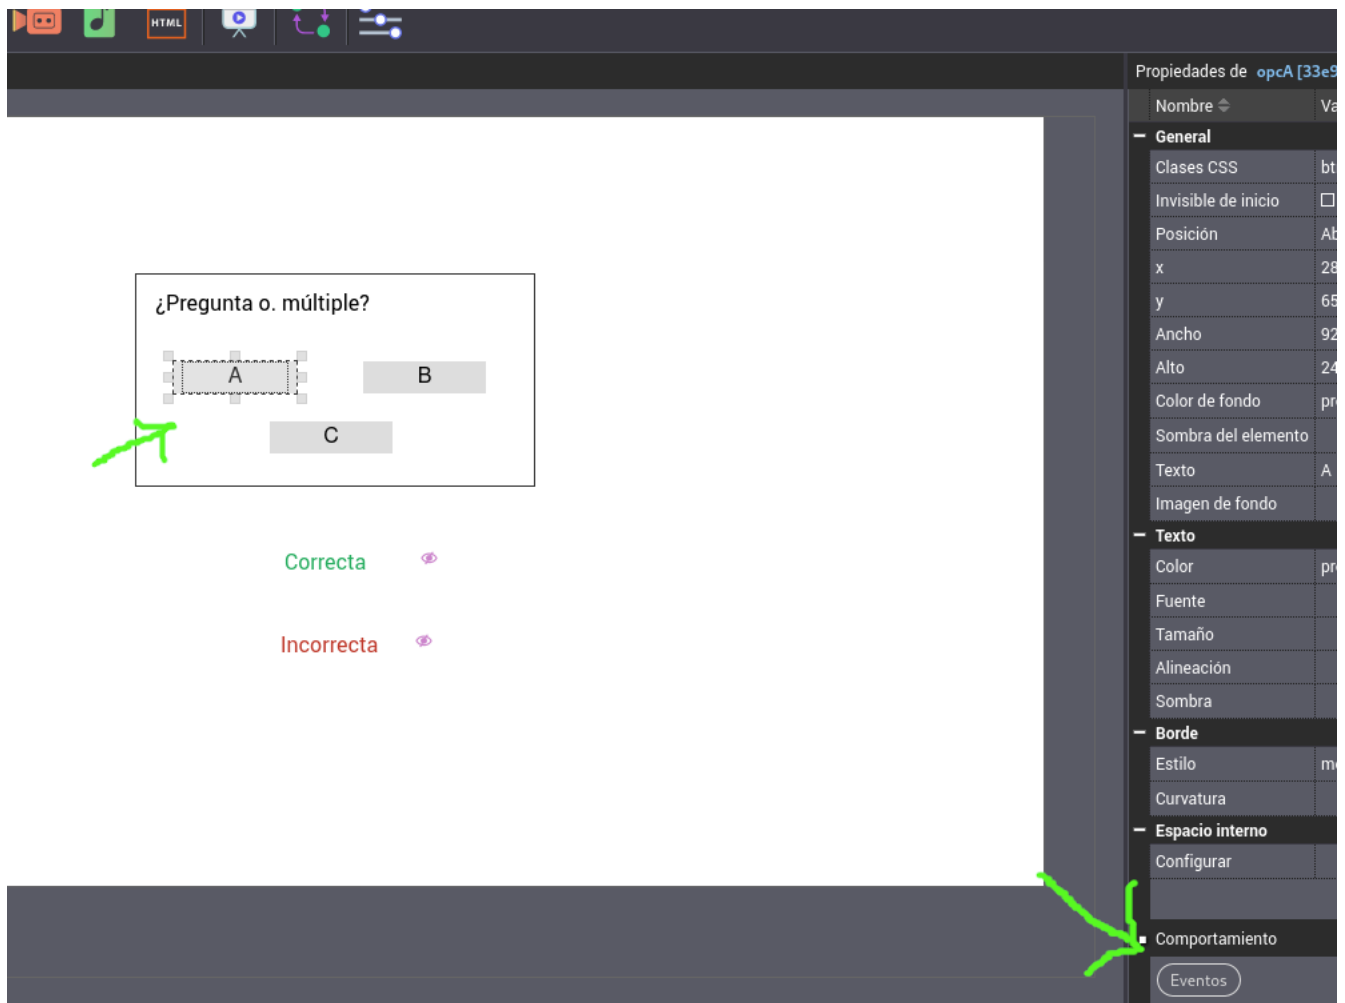 HTML
Propiedades de opcA [33e9
Nombre Va
General
Clases CSS bt
Invisible de inicio
Posición Ab
x 28
y 65
Ancho 92
Alto 24
Color de fondo pr
Sombra del elemento
Texto A
Imagen de fondo
Texto
Color pr
Fuente
Tamaño
Alineación
Sombra
Borde
Estilo m
Curvatura
Espacio interno
Configurar
Comportamiento
Eventos
¿Pregunta o. múltiple?
A B
C
Correcta
Incorrecta